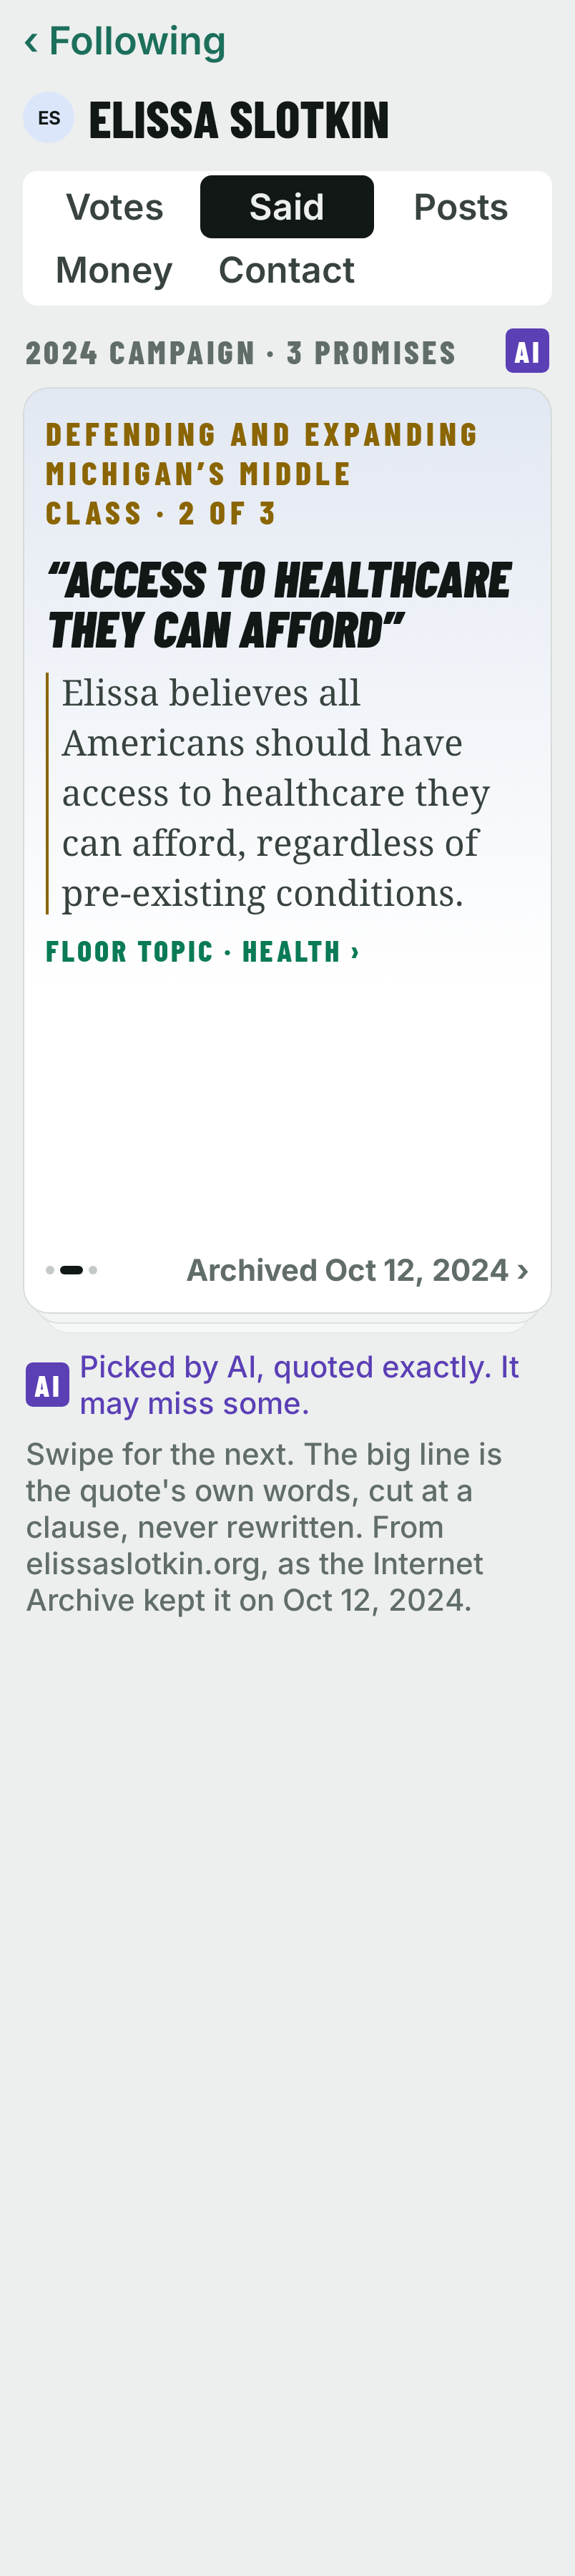 ‹ Following
ES ELISSA SLOTKIN
Votes Said Posts
Money Contact
2024 CAMPAIGN · 3 PROMISES AI
DEFENDING AND EXPANDING
MICHIGAN’S MIDDLE
CLASS · 2 OF 3
“ACCESS TO HEALTHCARE
THEY CAN AFFORD”
Elissa believes all
Americans should have
access to healthcare they
can afford, regardless of
pre-existing conditions.
FLOOR TOPIC · HEALTH ›
Archived Oct 12, 2024 ›
AI Picked by AI, quoted exactly. It
may miss some.
Swipe for the next. The big line is
the quote's own words, cut at a
clause, never rewritten. From
elissaslotkin.org, as the Internet
Archive kept it on Oct 12, 2024.